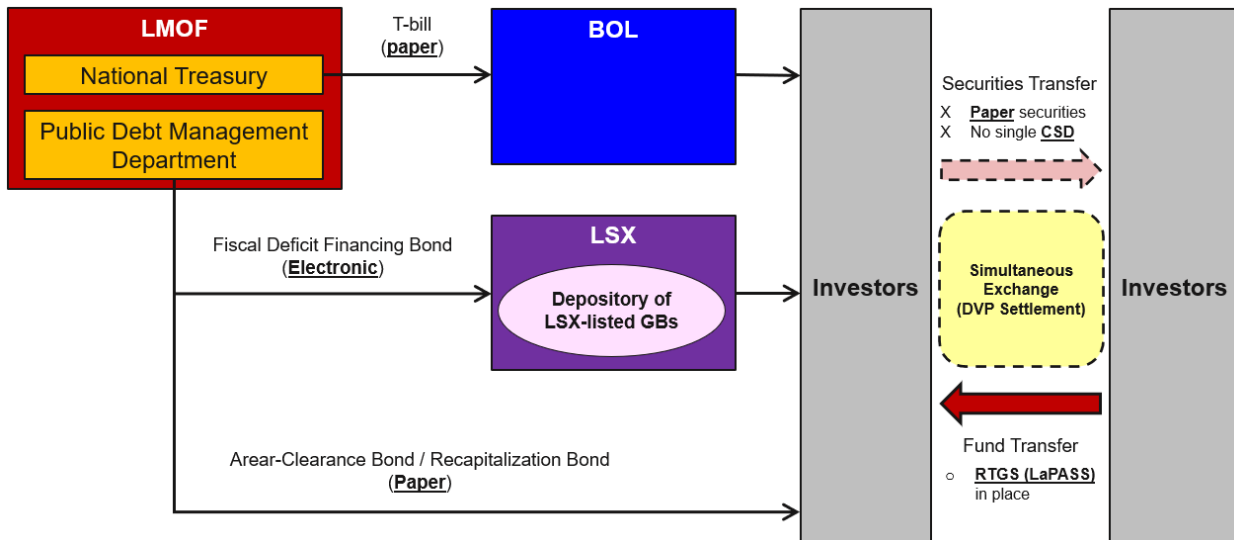 LMOF
National Treasury
Public Debt Management
Department
T-bill
(paper)
BOL
Fiscal Deficit Financing Bond
(Electronic)
LSX
Depository of
LSX-listed GBs
Arear-Clearance Bond / Recapitalization Bond
(Paper)
Investors
Securities Transfer
X Paper securities
X No single CSD
Simultaneous
Exchange
(DVP Settlement)
Fund Transfer
○ RTGS (LaPASS)
in place
Investors